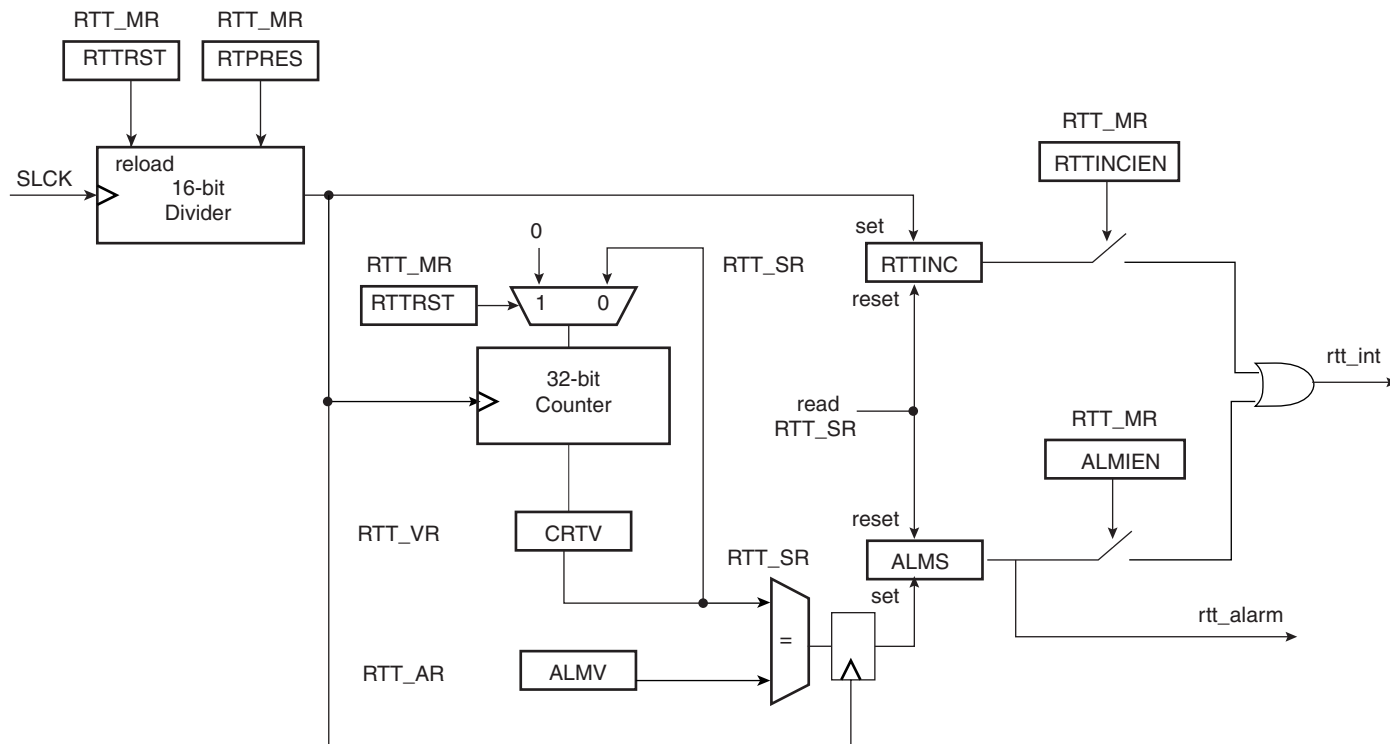 RTT_MR
RTT_MR
RTTRST
RTPRES
reload
SLCK
16-bit
Divider
RTT_MR
RTTINCIEN
set
0
RTT_MR
RTT_SR
RTTINC
RTTRST
1
0
reset
32-bit
Counter
rtt_int
read
RTT_SR
RTT_MR
ALMIEN
reset
RTT_VR
CRTV
RTT_SR
ALMS
set
rtt_alarm
=
RTT_AR
ALMV